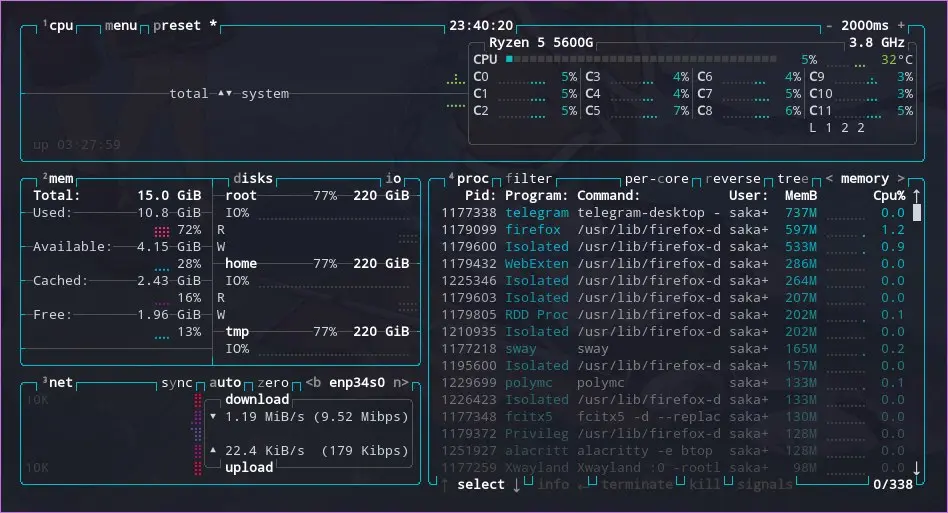 ¹cpu menu preset * 23:40:20 - 2000ms +
Ryzen 5 5600G 3.8 GHz
CPU 5% 32°C
C0 5% C3 4% C6 4% C9 3%
total ▲▼ system C1 5% C4 4% C7 5% C10 3%
C2 5% C5 7% C8 6% C11 5%
L 1 2 2
up 03:27:59
²mem
Total: 15.0 GiB
Used: 10.8 GiB
72%
Available: 4.15 GiB
28%
Cached: 2.43 GiB
16%
Free: 1.96 GiB
13%
disks io
root 77% 220 GiB
IO%
R
W
home 77% 220 GiB
IO%
R
W
tmp 77% 220 GiB
IO%
³net sync auto zero <b enp34s0 n>
10K
download
▼ 1.19 MiB/s (9.52 Mibps)
▲ 22.4 KiB/s (179 Kibps)
10K
upload
⁴proc filter per-core reverse tree < memory >
Pid: Program: Command: User: MemB Cpu% ↑
1177338 telegram telegram-desktop - saka+ 737M 0.0
1179099 firefox /usr/lib/firefox-d saka+ 597M 1.2
1179600 Isolated /usr/lib/firefox-d saka+ 533M 0.9
1179432 WebExten /usr/lib/firefox-d saka+ 286M 0.0
1225346 Isolated /usr/lib/firefox-d saka+ 264M 0.0
1179603 Isolated /usr/lib/firefox-d saka+ 207M 0.0
1179805 RDD Proc /usr/lib/firefox-d saka+ 202M 0.1
1210935 Isolated /usr/lib/firefox-d saka+ 202M 0.0
1177218 sway sway saka+ 165M 0.2
1195600 Isolated /usr/lib/firefox-d saka+ 157M 0.0
1229699 polymc polymc saka+ 133M 0.1
1226423 Isolated /usr/lib/firefox-d saka+ 133M 0.0
1177348 fcitx5 fcitx5 -d --replac saka+ 130M 0.0
1179372 Privileg /usr/lib/firefox-d saka+ 128M 0.0
1251927 alacritt alacritty -e btop saka+ 128M 0.0
1177259 Xwayland Xwayland :0 -rootl saka+ 98M 0.0 ↓
↑ select ↓ info ↵ terminate kill signals 0/338